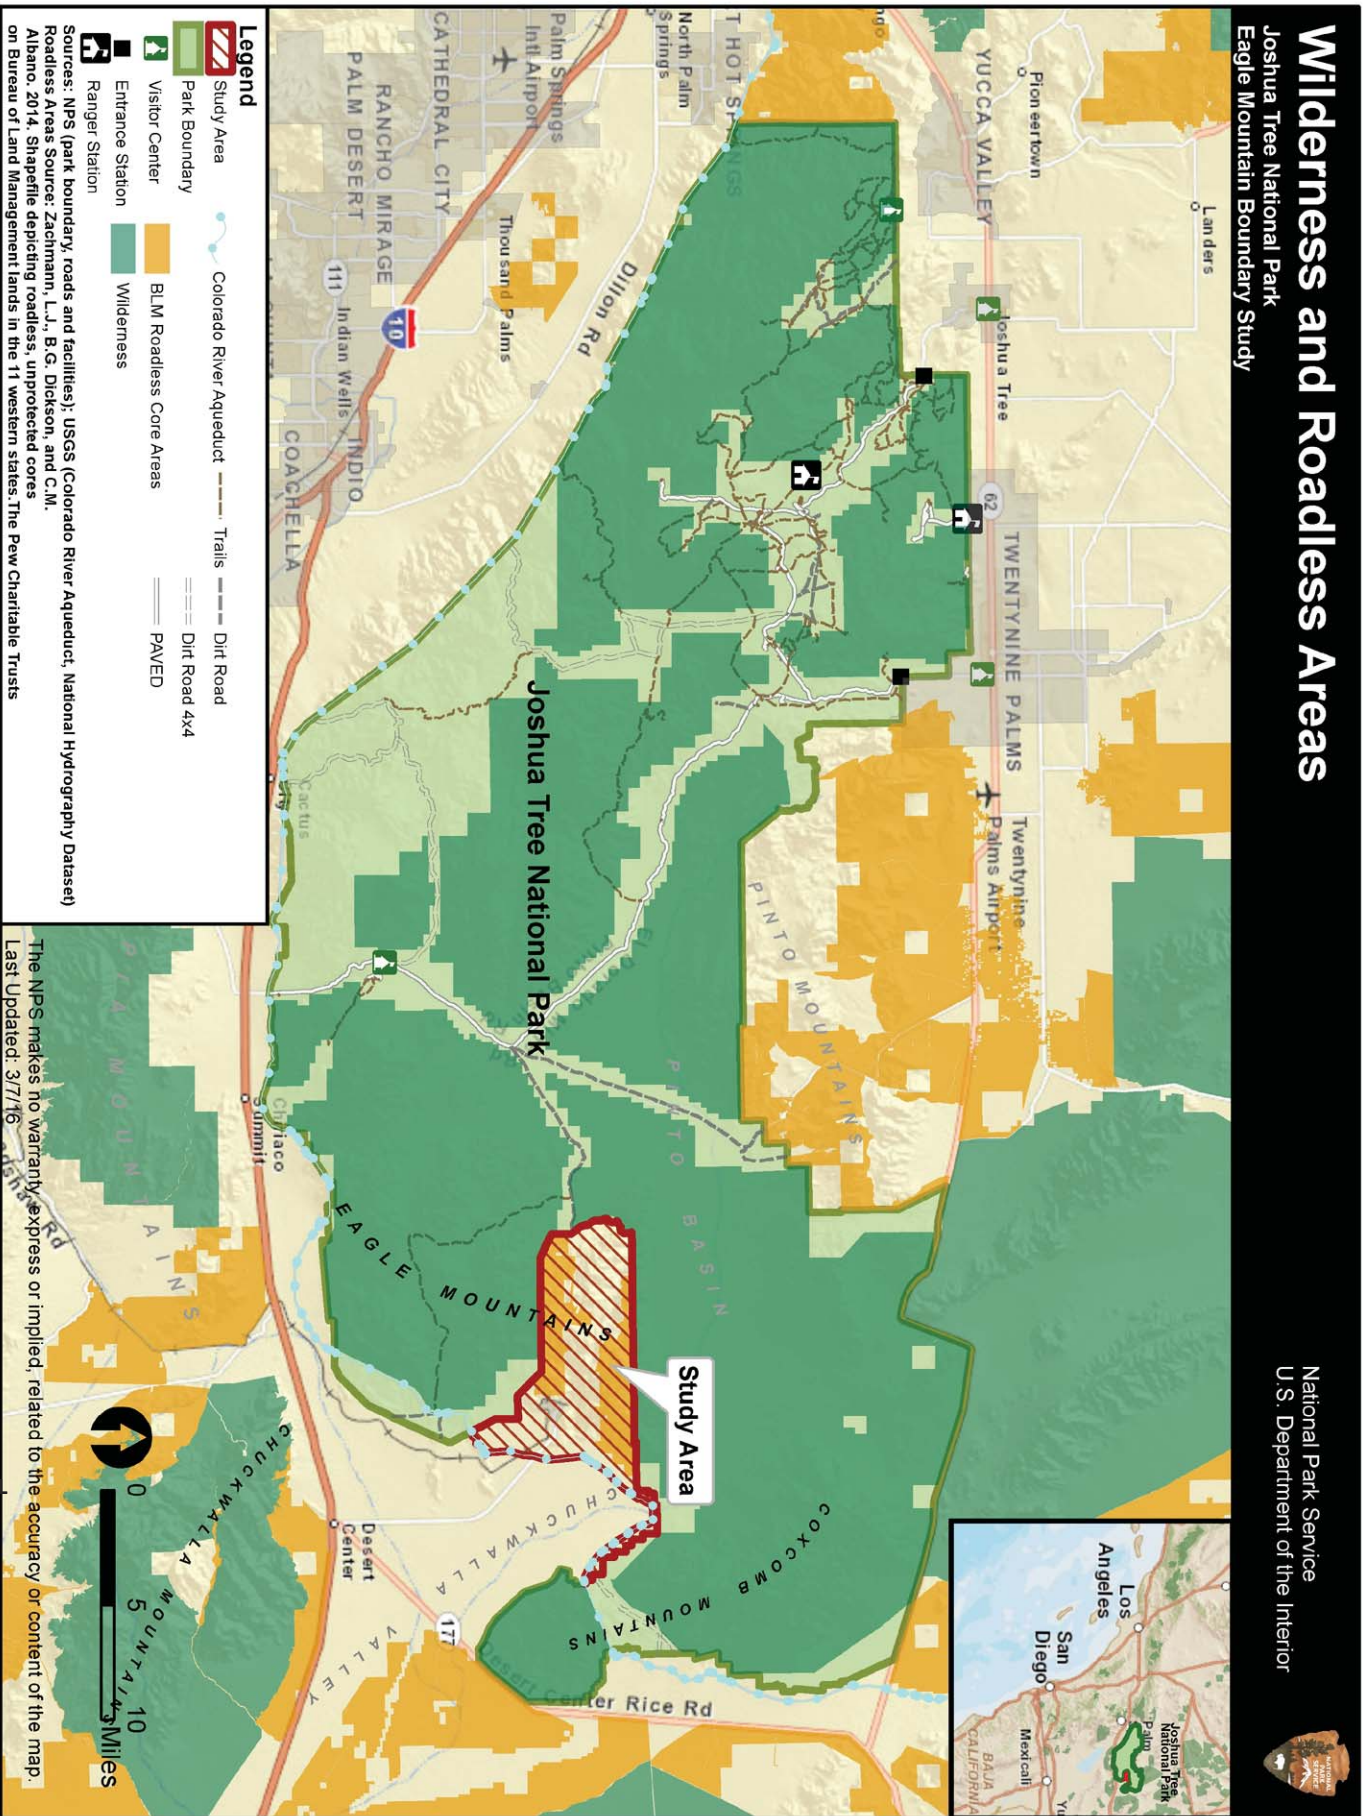 Wilderness and Roadless Areas
Joshua Tree National Park
Eagle Mountain Boundary Study
National Park Service
U.S. Department of the Interior
NATIONAL
PARK
SERVICE
Landers
Pioneertown
YUCCA VALLEY
Joshua Tree
62
TWENTYNINE PALMS
Twentynine
Palms Airport
PINTO MOUNTAINS
PINTO BASIN
Joshua Tree National Park
EAGLE MOUNTAINS
Study Area
COXCOMB MOUNTAINS
CHUCKWALLA VALLEY
177
Desert Center Rice Rd
Desert
Center
CHUCKWALLA MOUNTAINS
Chiriaco
Summit
Cactus
City
North Palm
Springs
Dillon Rd
Thousand Palms
Palm Springs
Intl Airport
CATHEDRAL CITY
RANCHO MIRAGE
PALM DESERT
10
111
Indian Wells
INDIO
COACHELLA
Los
Angeles
San
Diego
Joshua Tree
National Park
Palm
Mexicali
BAJA
CALIFORNIA
Legend
Study Area
Park Boundary
Visitor Center
Entrance Station
Ranger Station
Colorado River Aqueduct
BLM Roadless Core Areas
Wilderness
Trails
Dirt Road
Dirt Road 4x4
PAVED
Sources: NPS (park boundary, roads and facilities); USGS (Colorado River Aqueduct, National Hydrography Dataset)
Roadless Areas Source: Zachmann, L.J., B.G. Dickson, and C.M.
Albano. 2014. Shapefile depicting roadless, unprotected cores
on Bureau of Land Management lands in the 11 western states. The Pew Charitable Trusts
0 5 10
Miles
The NPS makes no warranty, express or implied, related to the accuracy or content of the map.
Last Updated: 3/7/16